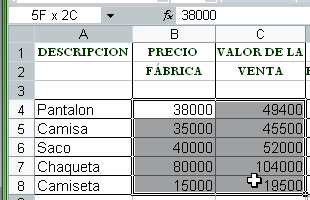 5F x 2C fx 38000
A B C
1 DESCRIPCION PRECIO VALOR DE LA
2 FÁBRICA VENTA
3
4 Pantalon 38000 49400
5 Camisa 35000 45500
6 Saco 40000 52000
7 Chaqueta 80000 104000
8 Camiseta 15000 19500